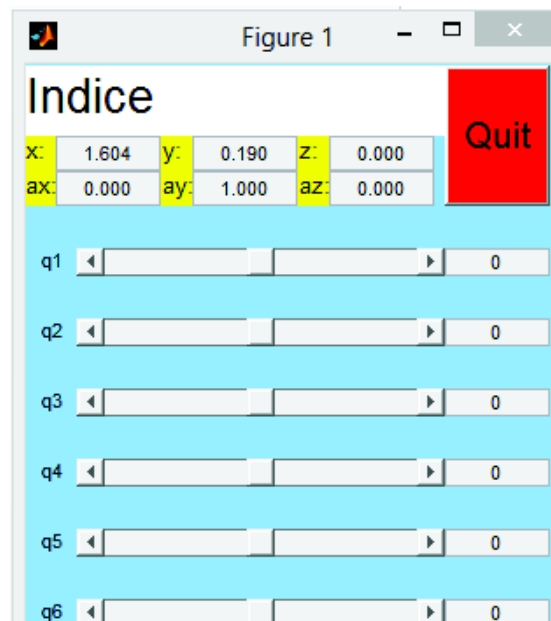 Figure 1
Indice
Quit
x: 1.604 y: 0.190 z: 0.000
ax: 0.000 ay: 1.000 az: 0.000
q1 0
q2 0
q3 0
q4 0
q5 0
q6 0